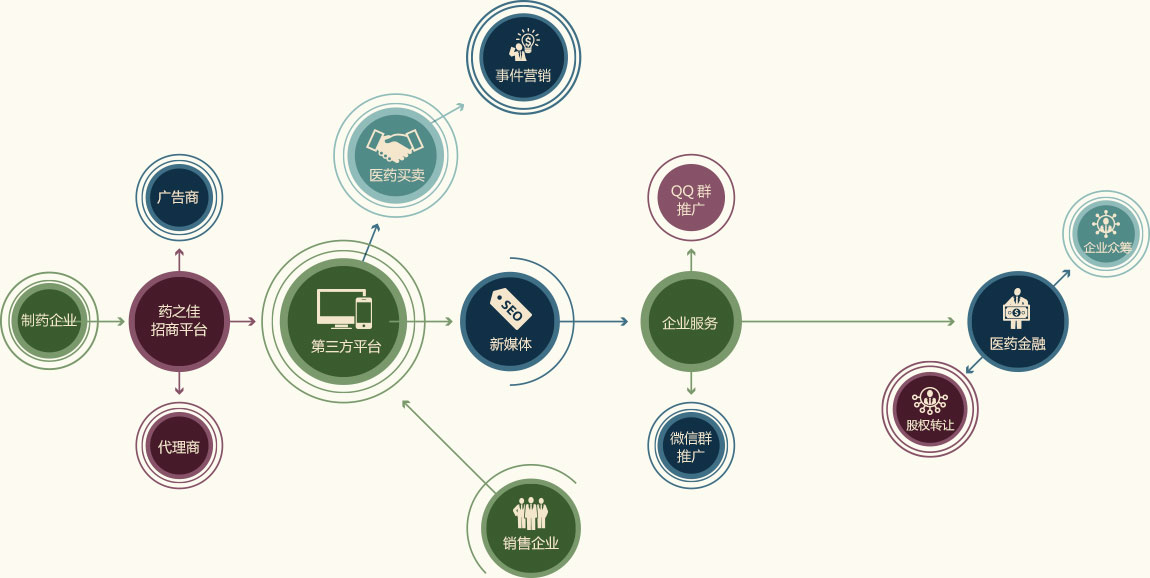 事件营销
医药买卖
广告商
QQ 群
推广
企业众筹
制药企业
药之佳
招商平台
第三方平台
SEO
新媒体
企业服务
医药金融
股权转让
代理商
微信群
推广
销售企业